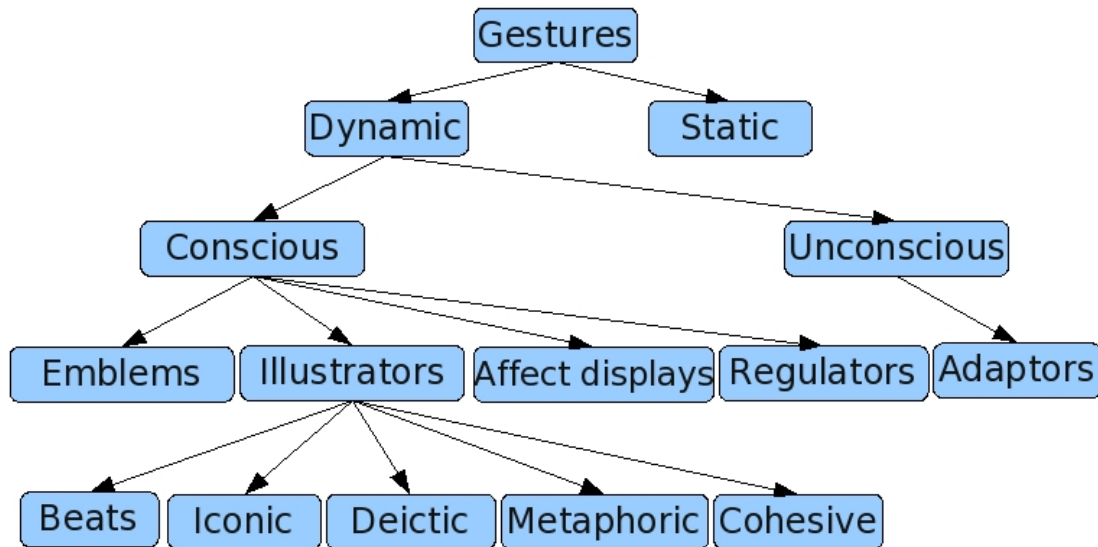 Gestures
Dynamic
Static
Conscious
Unconscious
Emblems
Illustrators
Affect displays
Regulators
Adaptors
Beats
Iconic
Deictic
Metaphoric
Cohesive